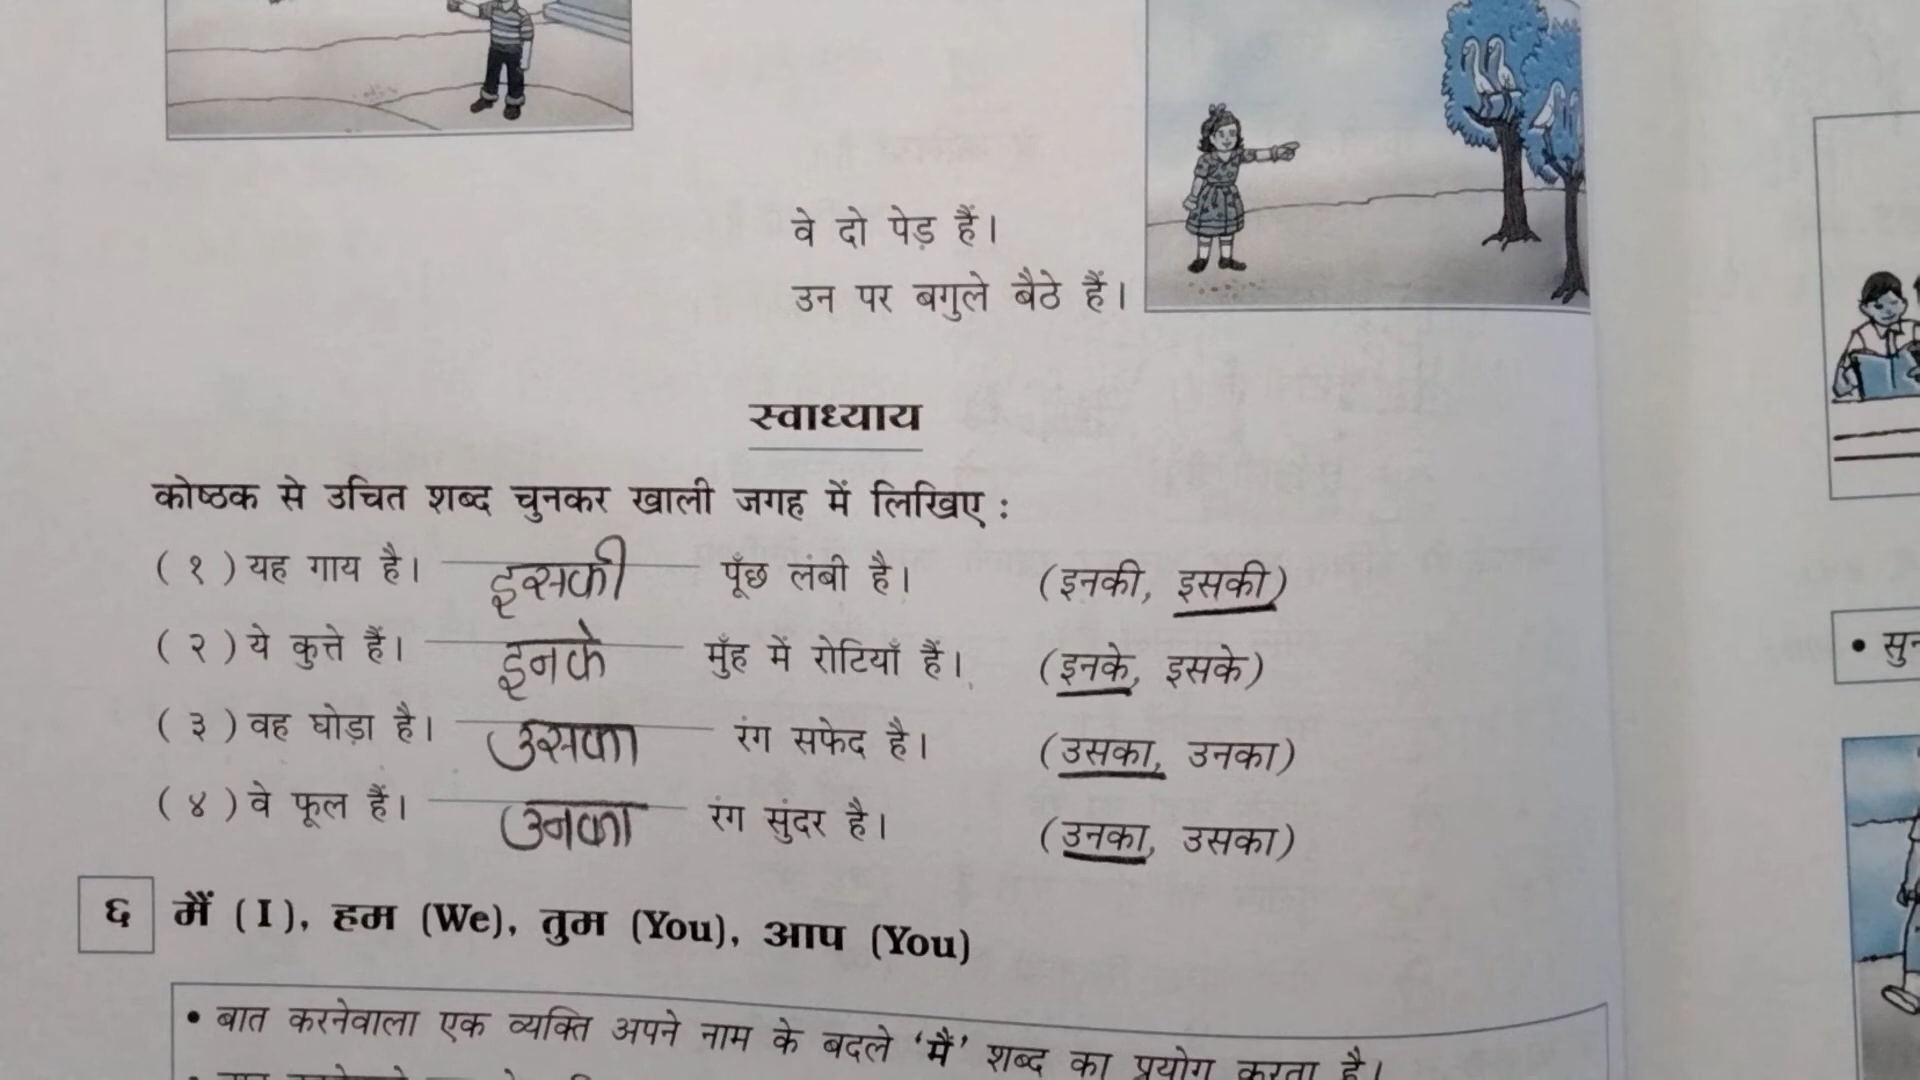 वे दो पेड़ हैं।
उन पर बगुले बैठे हैं।
स्वाध्याय
कोष्ठक से उचित शब्द चुनकर खाली जगह में लिखिए :
( १ ) यह गाय है। इसकी पूँछ लंबी है। (इनकी, इसकी)
( २ ) ये कुत्ते हैं। इनके मुँह में रोटियाँ हैं। (इनके, इसके)
( ३ ) वह घोड़ा है। उसका रंग सफेद है। (उसका, उनका)
( ४ ) वे फूल हैं। उनका रंग सुंदर है। (उनका, उसका)
६ मैं (I), हम (We), तुम (You), आप (You)
• बात करनेवाला एक व्यक्ति अपने नाम के बदले 'मैं' शब्द का प्रयोग करता है।